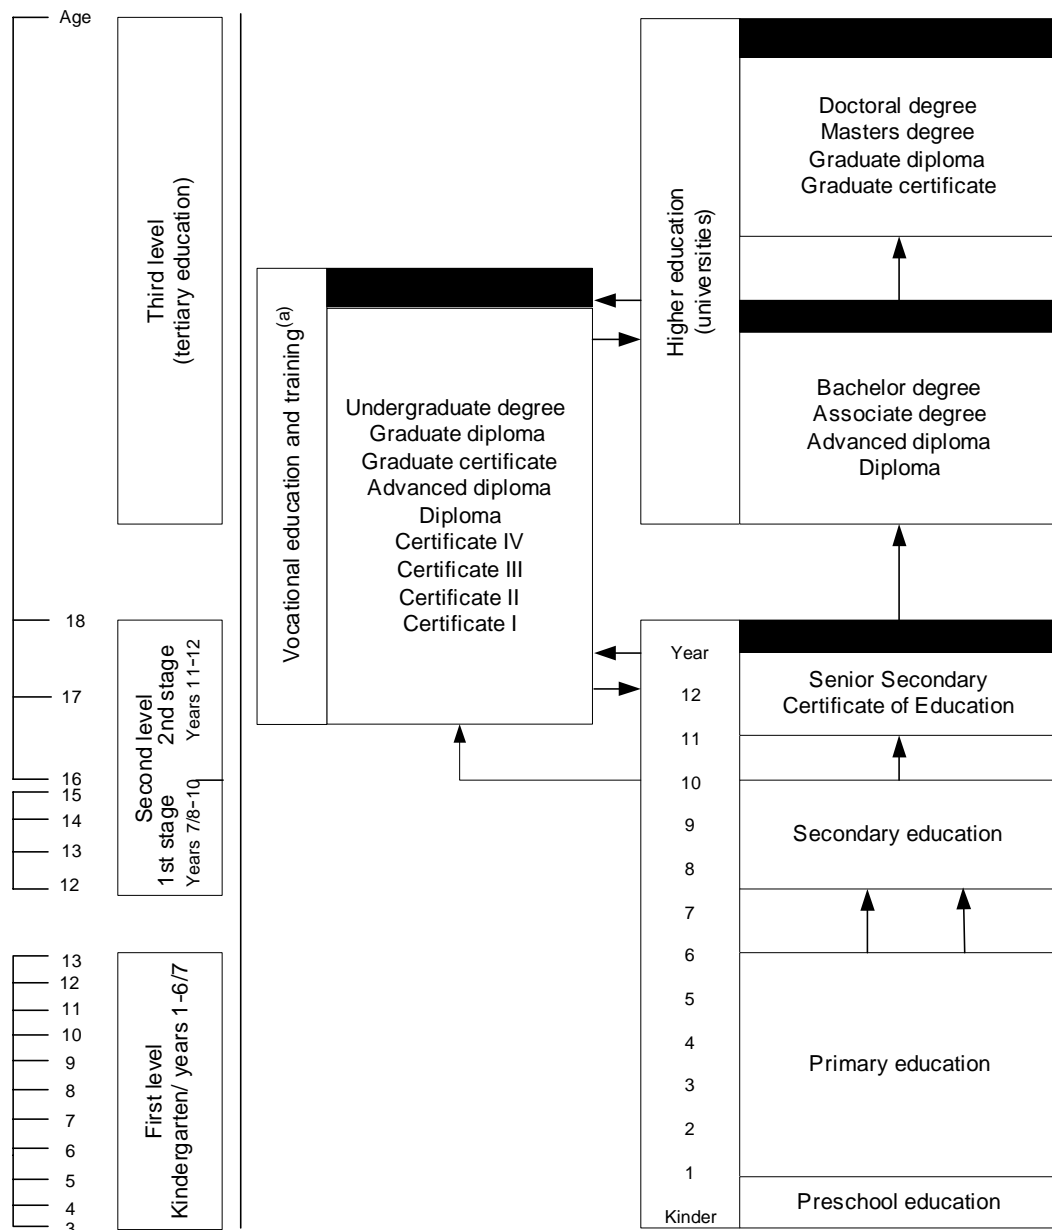 Age
18
17
16
15
14
13
12
13
12
11
10
9
8
7
6
5
4
3
Third level
(tertiary education)
Second level
2nd stage
Years 11-12
1st stage
Years 7/8-10
First level
Kindergarten/ years 1-6/7
Vocational education and training(a)
Undergraduate degree
Graduate diploma
Graduate certificate
Advanced diploma
Diploma
Certificate IV
Certificate III
Certificate II
Certificate I
Higher education
(universities)
Doctoral degree
Masters degree
Graduate diploma
Graduate certificate
Bachelor degree
Associate degree
Advanced diploma
Diploma
Year
12
11
10
9
8
7
6
5
4
3
2
1
Kinder
Senior Secondary
Certificate of Education
Secondary education
Primary education
Preschool education